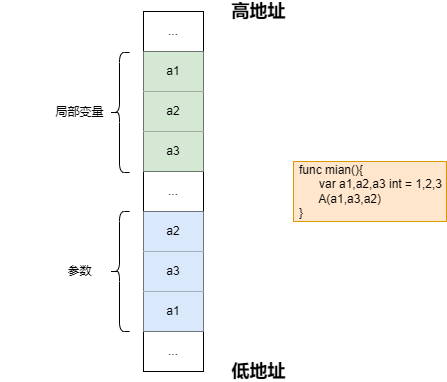 高地址
...
a1
局部变量
a2
a3
...
a2
参数
a3
a1
...
低地址
func mian(){
var a1,a2,a3 int = 1,2,3
A(a1,a3,a2)
}